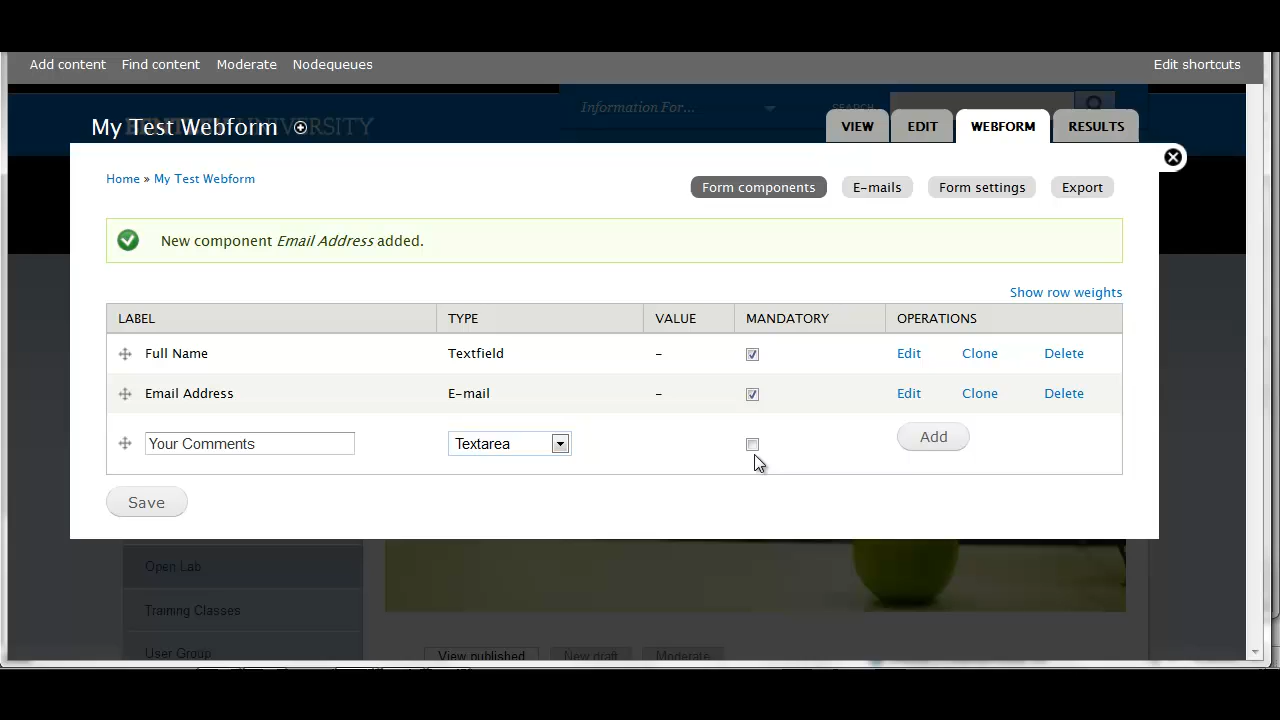 Add content Find content Moderate Nodequeues Edit shortcuts
Information For... SEARCH
My Test Webform UNIVERSITY
VIEW EDIT WEBFORM RESULTS
Home » My Test Webform
Form components E-mails Form settings Export
New component Email Address added.
Show row weights
LABEL TYPE VALUE MANDATORY OPERATIONS
Full Name Textfield – Edit Clone Delete
Email Address E-mail – Edit Clone Delete
Your Comments Textarea Add
Save
Open Lab
Training Classes
User Group
View published New draft Moderate